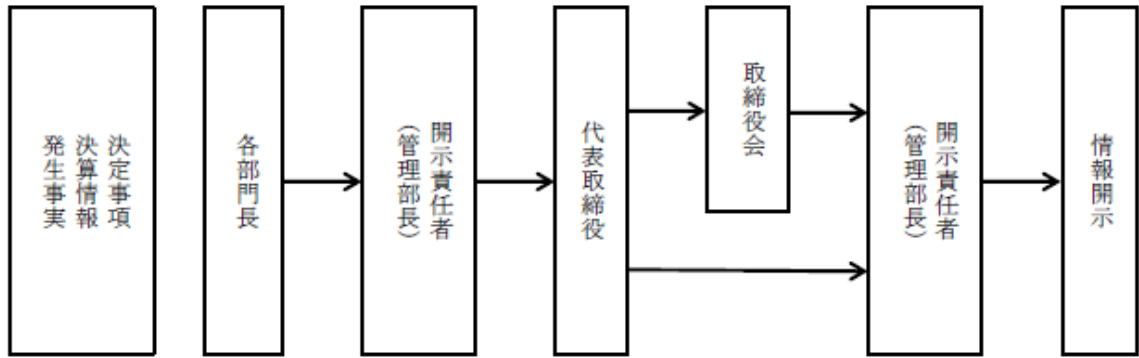 決定事項
決算情報
発生事実
各部門長
開示責任者
（管理部長）
代表取締役
取締役会
開示責任者
（管理部長）
情報開示